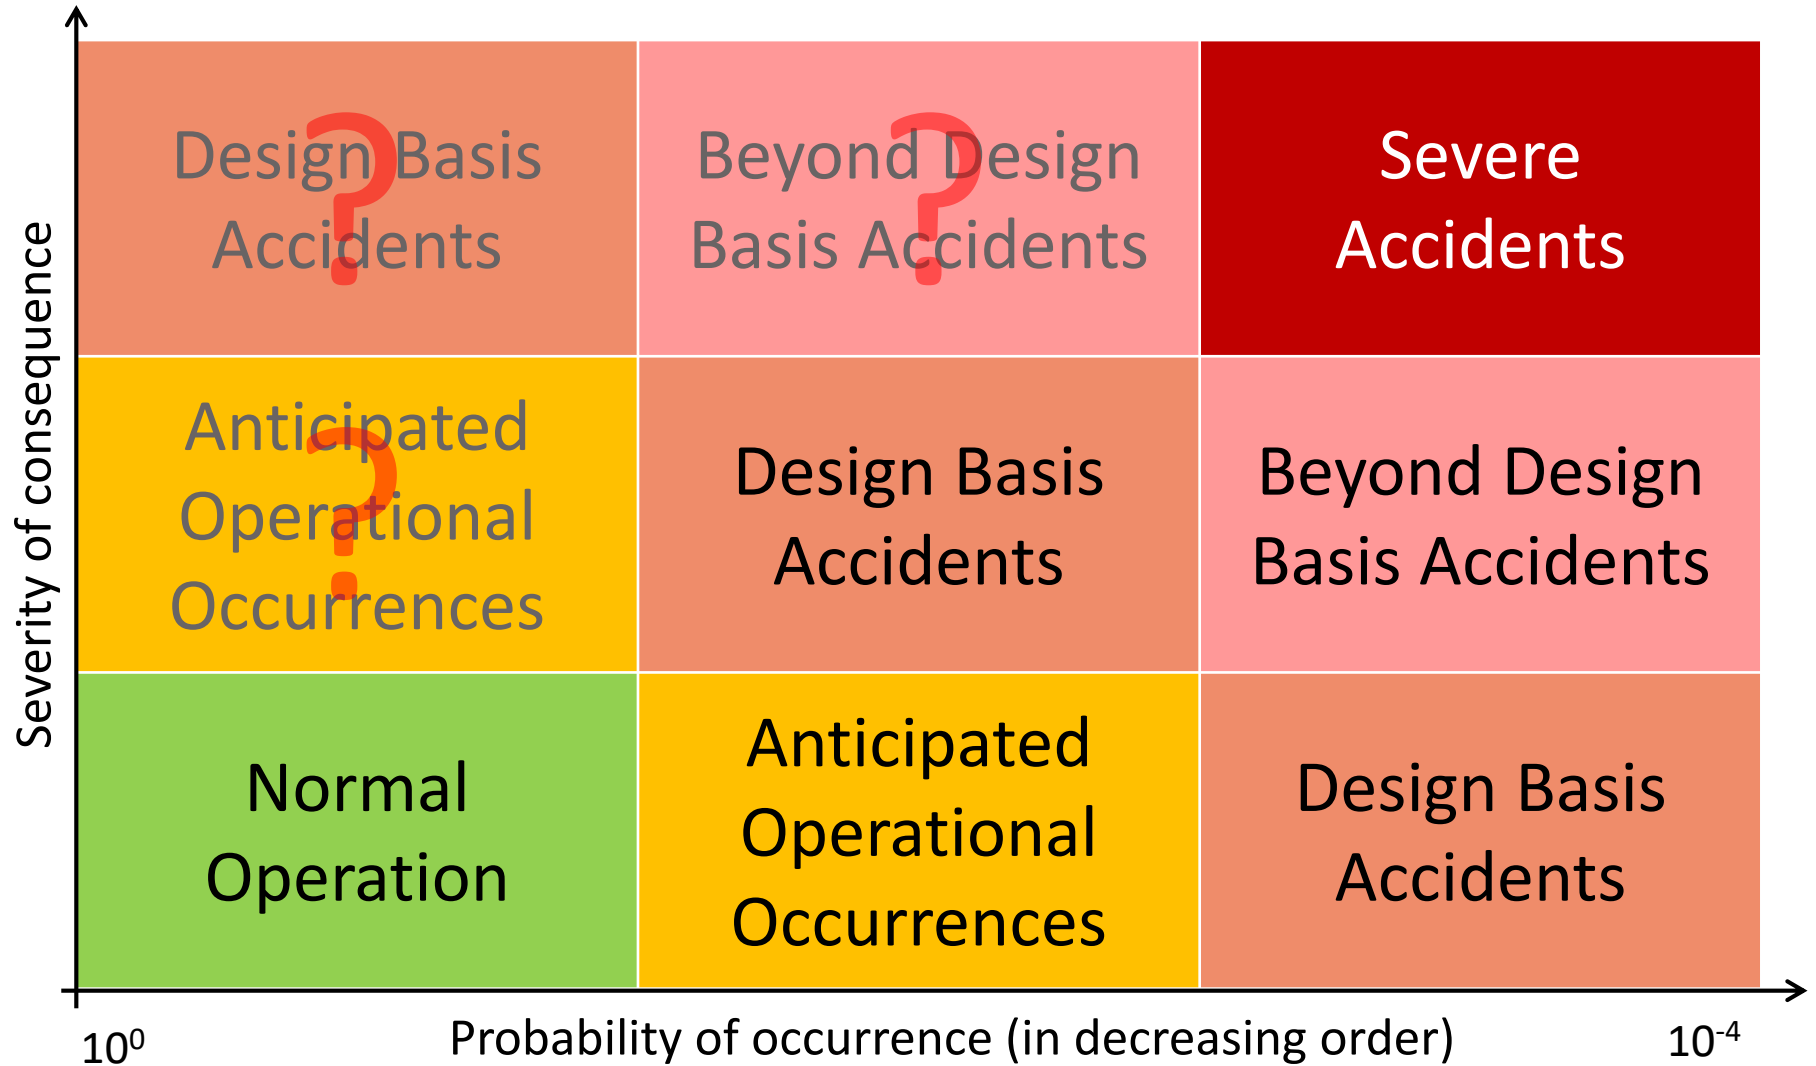 Severity of consequence
Design Basis
Accidents
?
Beyond Design
Basis Accidents
?
Severe
Accidents
Anticipated
Operational
Occurrences
?
Design Basis
Accidents
Beyond Design
Basis Accidents
Normal
Operation
Anticipated
Operational
Occurrences
Design Basis
Accidents
10⁰
Probability of occurrence (in decreasing order)
10⁻⁴